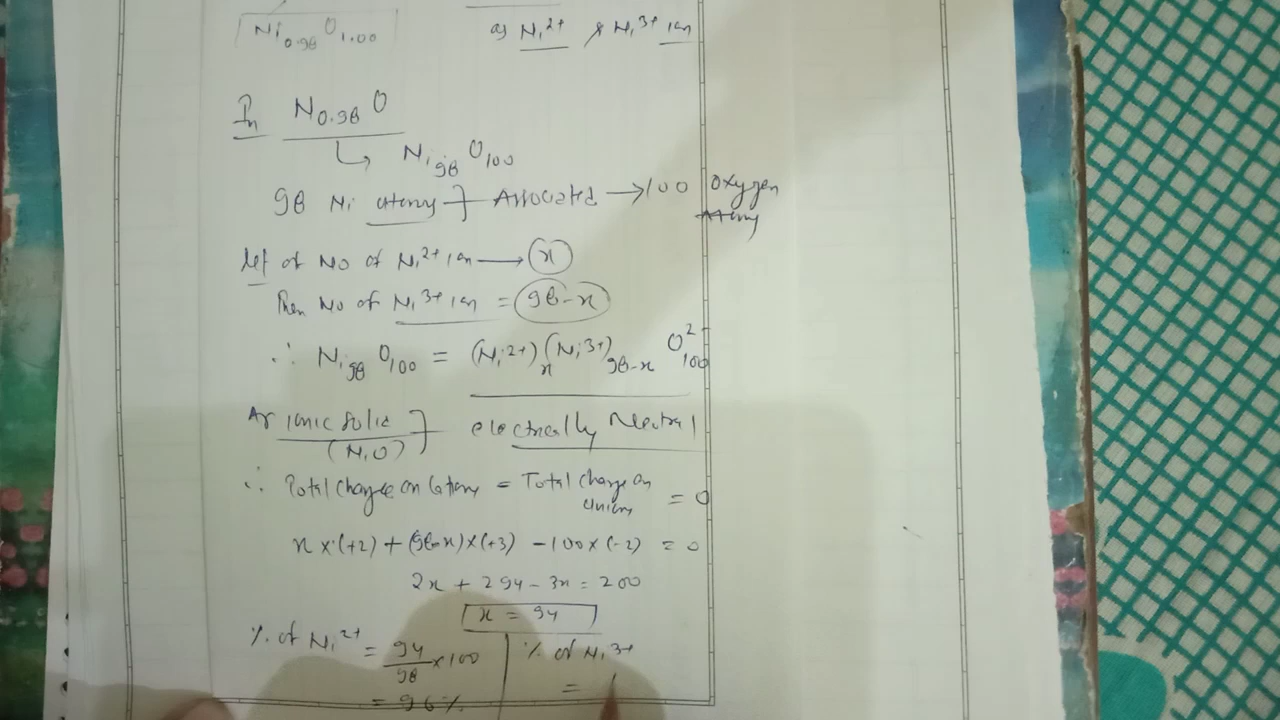 Ni0.98 O1.00
as Ni2+ & Ni3+ ion
In N0.98 O
↳ Ni98 O100
98 Ni atoms } Associated → 100 Oxygen atoms
let of No of Ni2+ ion → x
Then No of Ni3+ ion = 98-x
∴ Ni98 O100 = (Ni2+)x (Ni3+)98-x O2-100
As ionic solid } electrically Neutral
(NiO)
∴ Total charge on cations = Total charge on anions = 0
x × (+2) + (98-x) × (+3) - 100 × (-2) = 0
2x + 294 - 3x = 200
x = 94
% of Ni2+ = 94/98 × 100
= 96%
% of Ni3+
=